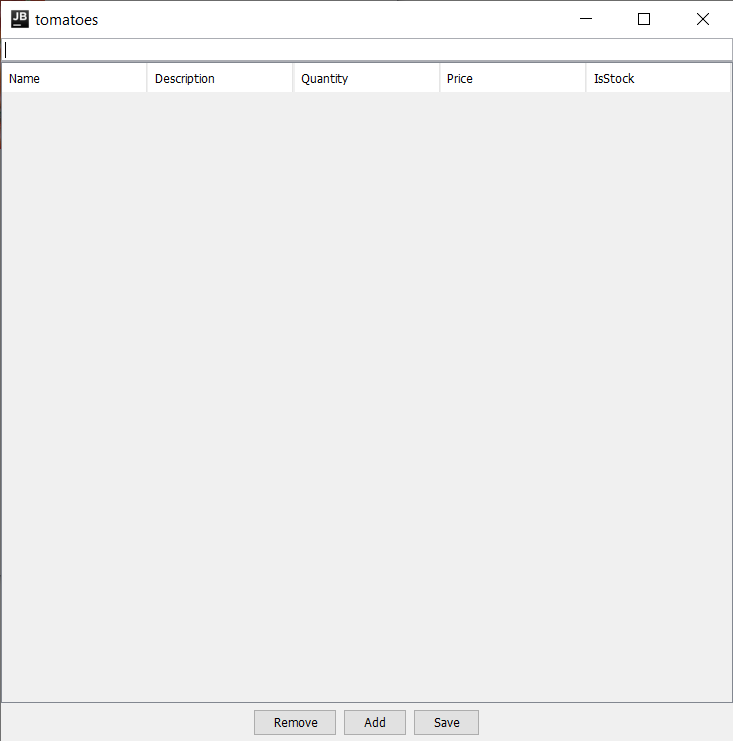 JB tomatoes
Name Description Quantity Price IsStock
Remove Add Save